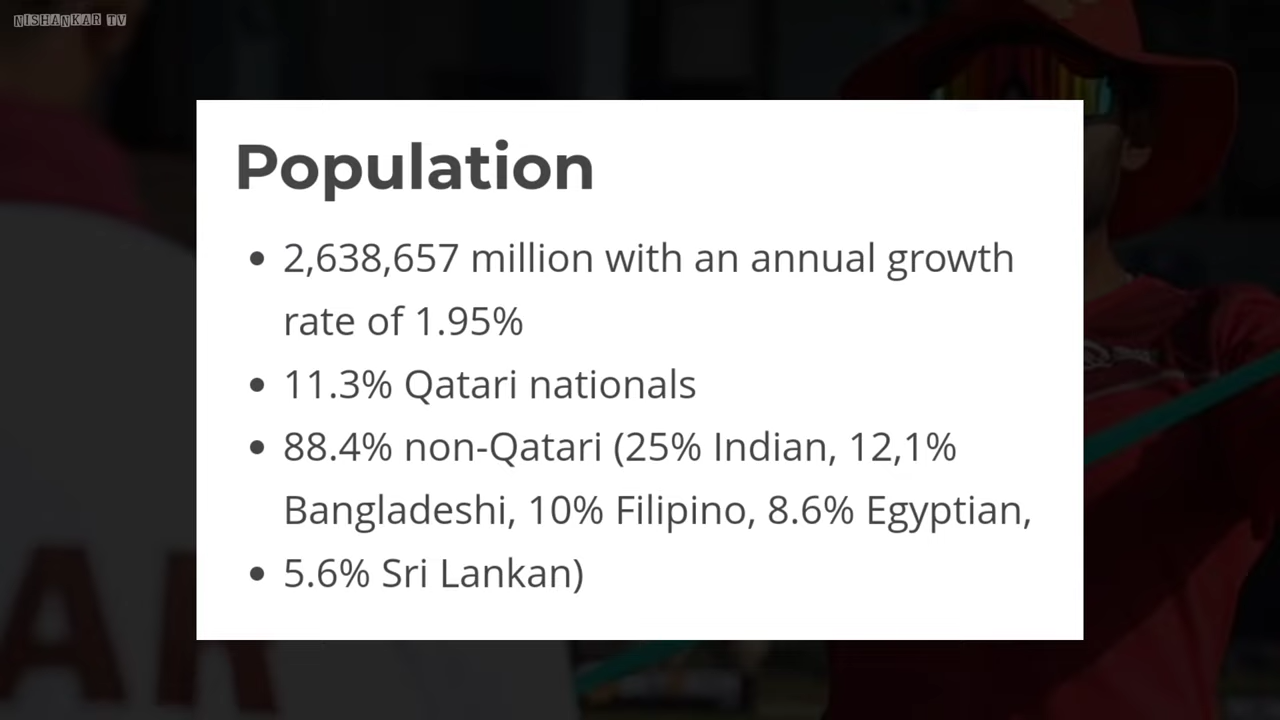 NISHANKAR TV
Population
• 2,638,657 million with an annual growth
rate of 1.95%
• 11.3% Qatari nationals
• 88.4% non-Qatari (25% Indian, 12,1%
Bangladeshi, 10% Filipino, 8.6% Egyptian,
• 5.6% Sri Lankan)
AR